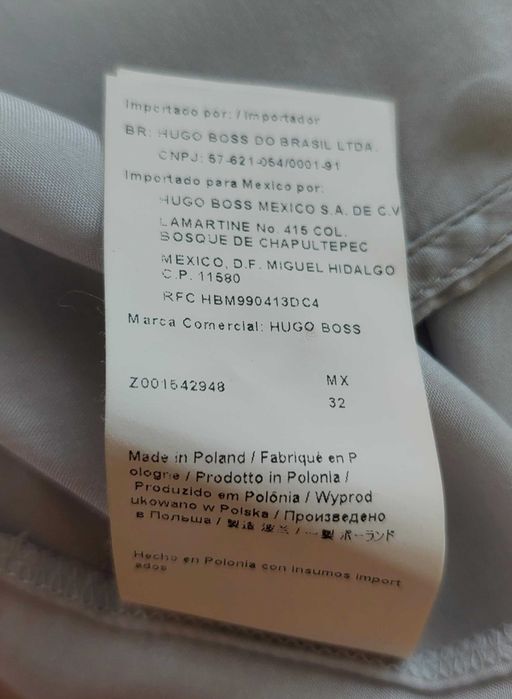 Importado por: / Importador
BR: HUGO BOSS DO BRASIL LTDA.
CNPJ: 57-621-054/0001-91
Importado para Mexico por:
HUGO BOSS MEXICO S.A. DE C.V
LAMARTINE No. 415 COL.
BOSQUE DE CHAPULTEPEC
MEXICO, D.F. MIGUEL HIDALGO
C.P. 11580
RFC HBM990413DC4
Marca Comercial: HUGO BOSS
Z001542948 MX
32
Made in Poland / Fabriqué en P
ologne / Prodotto in Polonia /
Produzido em Polônia / Wyprod
ukowano w Polska / Произведено
в Польша / 製造 波兰 / 製 ポーランド
Hecho en Polonia con insumos import
ados